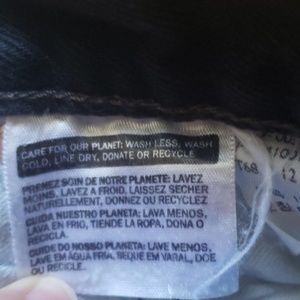 CARE FOR OUR PLANET: WASH LESS, WASH
COLD, LINE DRY, DONATE OR RECYCLE
PRENEZ SOIN DE NOTRE PLANETE: LAVEZ
MOINS, LAVEZ A FROID, LAISSEZ SECHER
NATURELLEMENT, DONNEZ OU RECYCLEZ
CUIDA NUESTRO PLANETA: LAVA MENOS,
LAVA EN FRIO, TIENDE LA ROPA, DONA O
RECICLA.
CUIDE DO NOSSO PLANETA: LAVE MENOS,
LAVE EM AGUA FRIA, SEQUE EM VARAL, DOE
OU RECICLE.